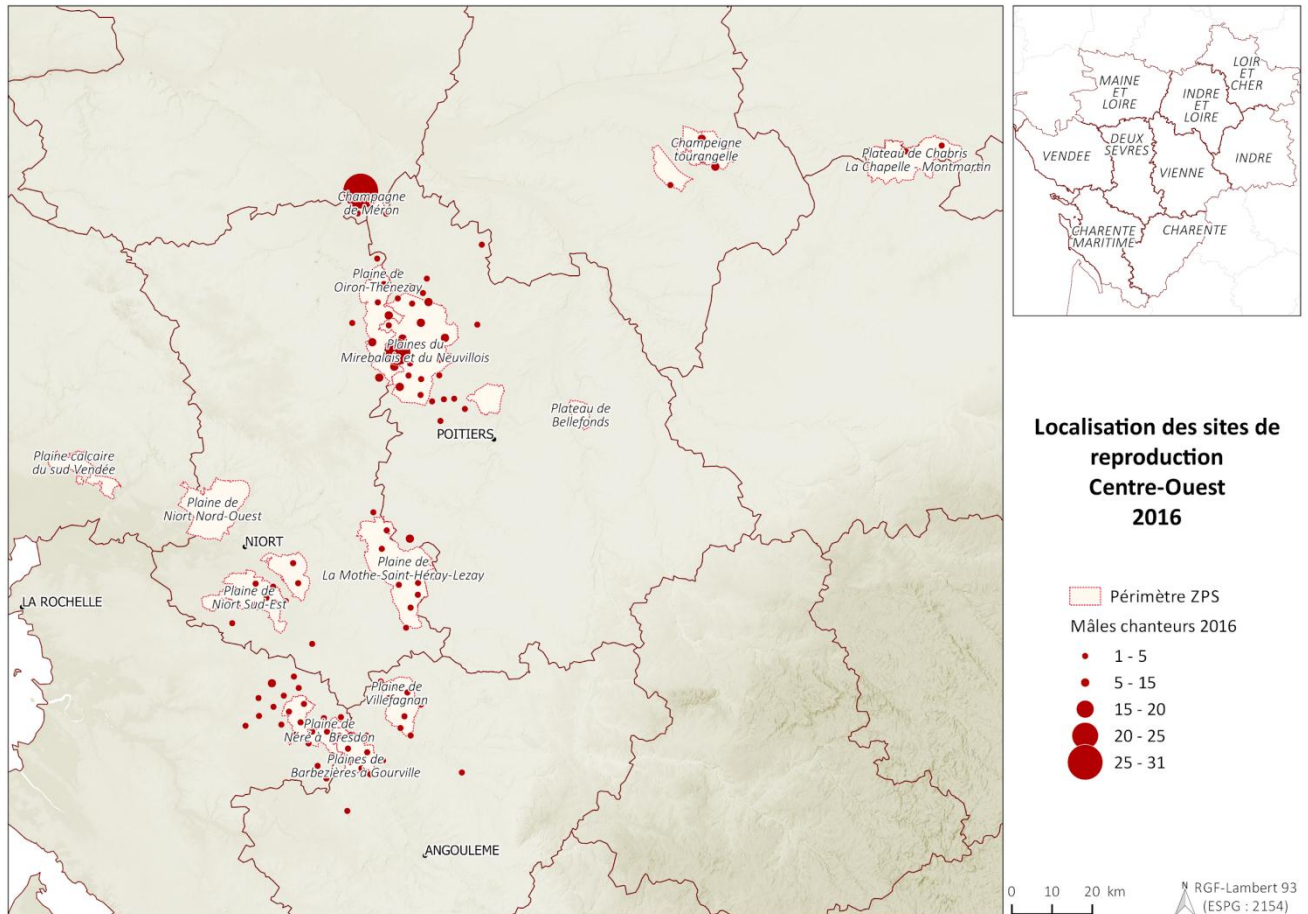 Champeigne
tourangelle
Plateau de Chabris
La Chapelle - Montmartin
Champagne
de Méron
Plaine de
Oiron-Thénezay
Plaines du
Mirebalais et du Neuvillois
Plateau de
Bellefonds
POITIERS
Plaine calcaire
du sud Vendée
Plaine de
Niort Nord-Ouest
NIORT
Plaine de
La Mothe-Saint-Héray-Lezay
Plaine de
Niort Sud-Est
LA ROCHELLE
Plaine de
Villefagnan
Plaine de
Néré à Bresdon
Plaines de
Barbezières à Gourville
ANGOULEME
LOIR
ET
CHER
MAINE
ET
LOIRE
INDRE
ET
LOIRE
DEUX
SEVRES
VENDEE
VIENNE
INDRE
CHARENTE
MARITIME
CHARENTE
Localisation des sites de
reproduction
Centre-Ouest
2016
Périmètre ZPS
Mâles chanteurs 2016
1 - 5
5 - 15
15 - 20
20 - 25
25 - 31
0 10 20 km
N
RGF-Lambert 93
(ESPG : 2154)